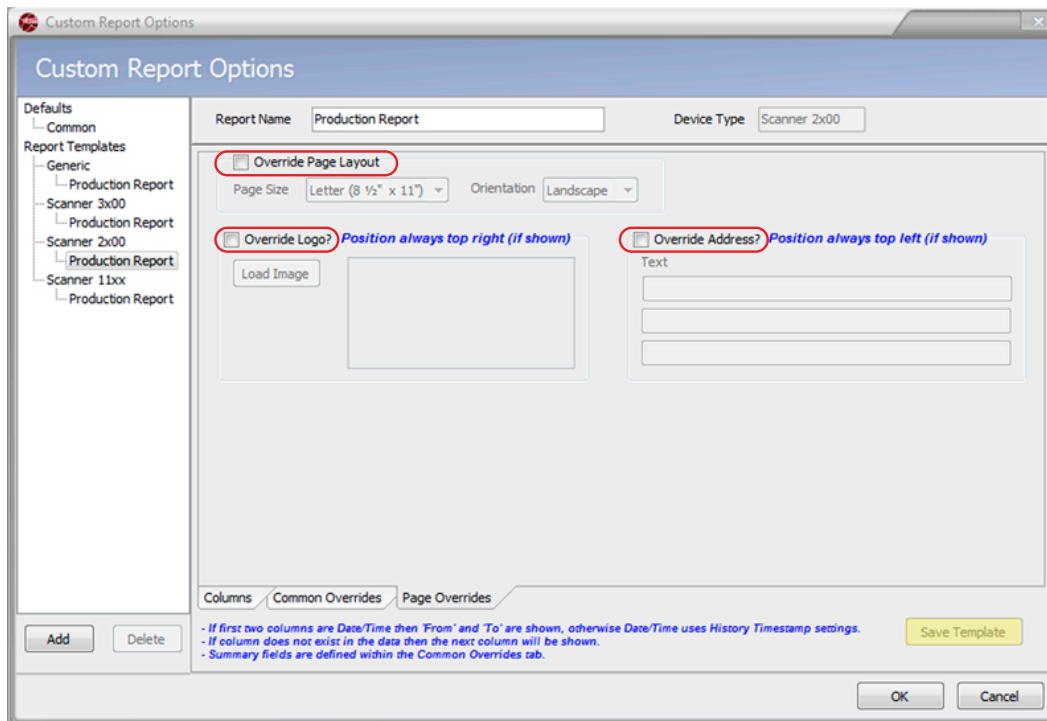 Custom Report Options
Custom Report Options
Defaults
Common
Report Templates
Generic
Production Report
Scanner 3x00
Production Report
Scanner 2x00
Production Report
Scanner 11xx
Production Report
Add
Delete
Report Name
Production Report
Device Type
Scanner 2x00
Override Page Layout
Page Size
Letter (8 ½" x 11")
Orientation
Landscape
Override Logo?
Position always top right (if shown)
Load Image
Override Address?
Position always top left (if shown)
Text
Columns
Common Overrides
Page Overrides
- If first two columns are Date/Time then 'From' and 'To' are shown, otherwise Date/Time uses History Timestamp settings.
- If column does not exist in the data then the next column will be shown.
- Summary fields are defined within the Common Overrides tab.
Save Template
OK
Cancel